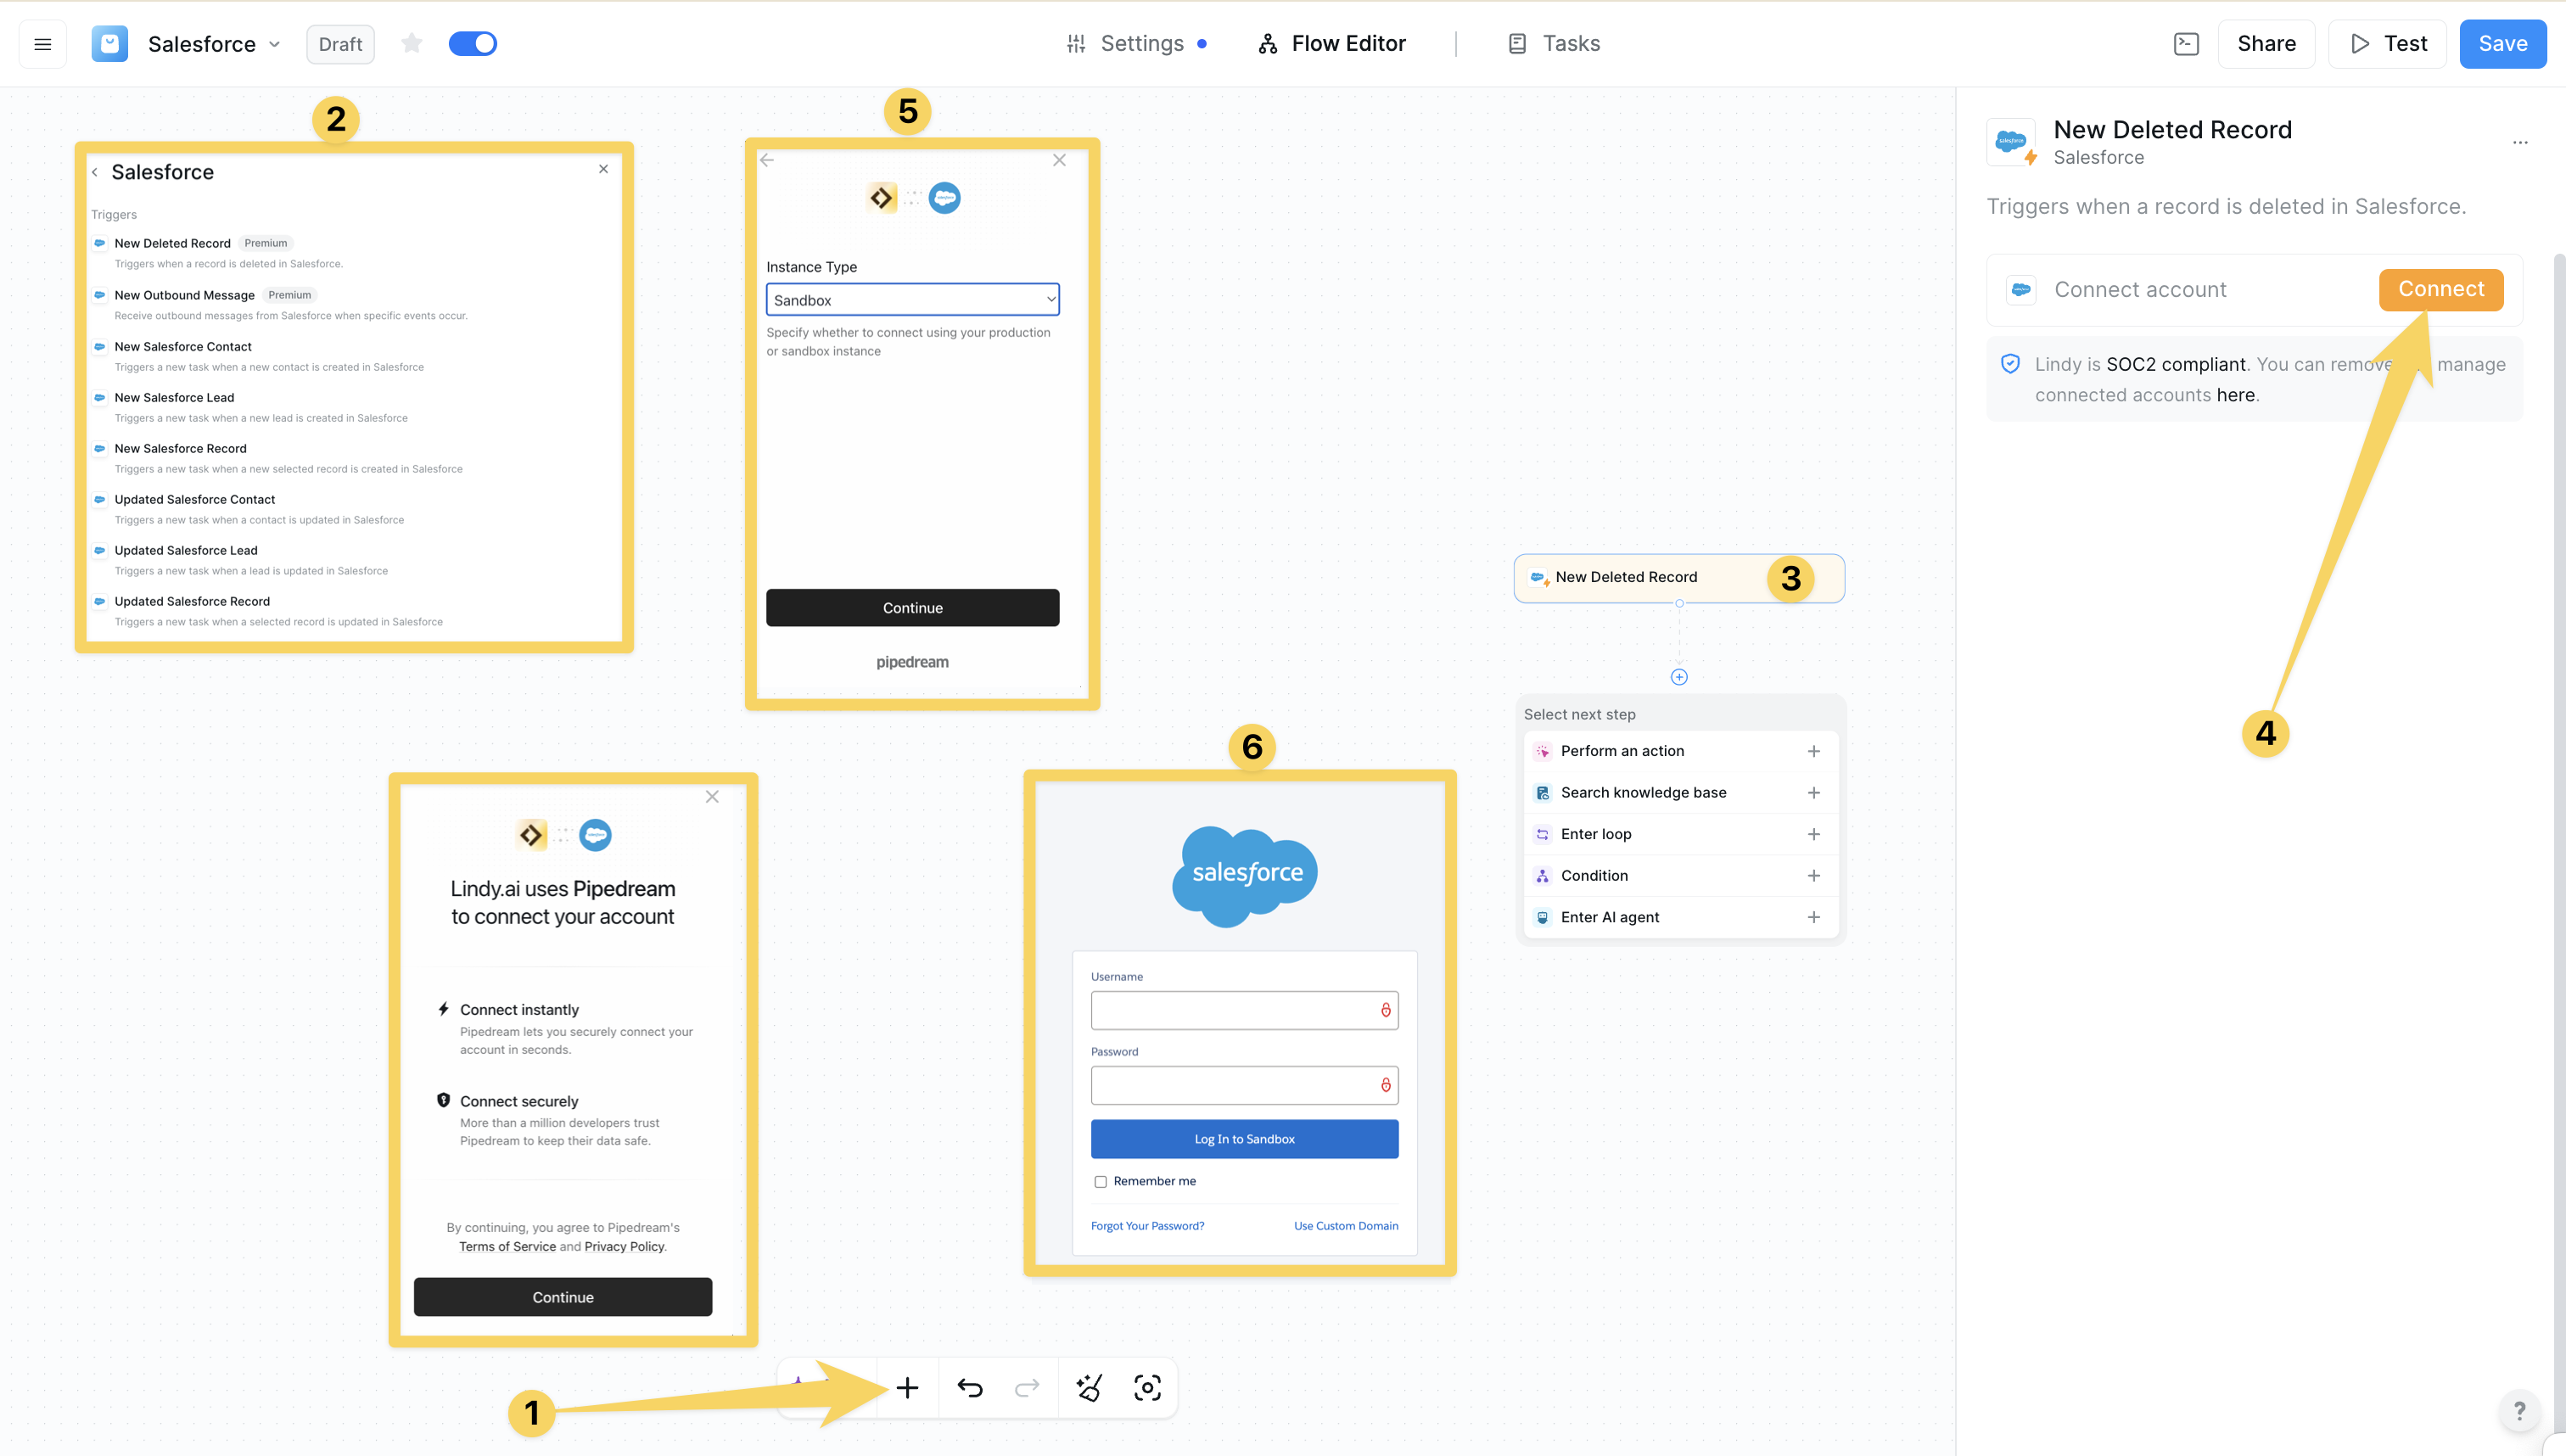 Salesforce
Draft
Settings
Flow Editor
Tasks
Share
Test
Save
2
Salesforce
Triggers
New Deleted Record Premium
Triggers when a record is deleted in Salesforce.
New Outbound Message Premium
Receive outbound messages from Salesforce when specific events occur.
New Salesforce Contact
Triggers a new task when a new contact is created in Salesforce
New Salesforce Lead
Triggers a new task when a new lead is created in Salesforce
New Salesforce Record
Triggers a new task when a new selected record is created in Salesforce
Updated Salesforce Contact
Triggers a new task when a contact is updated in Salesforce
Updated Salesforce Lead
Triggers a new task when a lead is updated in Salesforce
Updated Salesforce Record
Triggers a new task when a selected record is updated in Salesforce
5
Instance Type
Sandbox
Specify whether to connect using your production
or sandbox instance
Continue
pipedream
New Deleted Record
Salesforce
Triggers when a record is deleted in Salesforce.
Connect account
Connect
Lindy is SOC2 compliant. You can remove manage
connected accounts here.
4
New Deleted Record
3
Select next step
Perform an action
Search knowledge base
Enter loop
Condition
Enter AI agent
Lindy.ai uses Pipedream
to connect your account
Connect instantly
Pipedream lets you securely connect your
account in seconds.
Connect securely
More than a million developers trust
Pipedream to keep their data safe.
By continuing, you agree to Pipedream's
Terms of Service and Privacy Policy.
Continue
6
salesforce
Username
Password
Log In to Sandbox
Remember me
Forgot Your Password?
Use Custom Domain
1
?